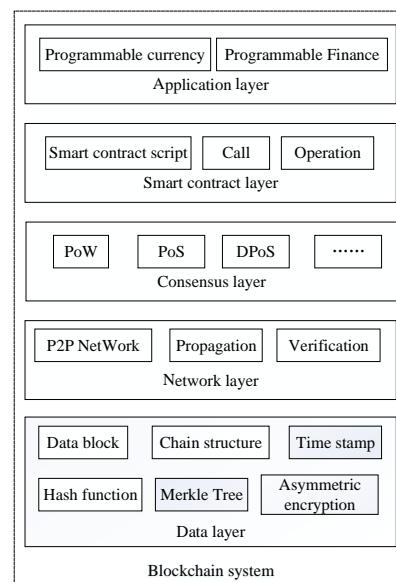 Programmable currency Programmable Finance
Application layer
Smart contract script Call Operation
Smart contract layer
PoW PoS DPoS ······
Consensus layer
P2P NetWork Propagation Verification
Network layer
Data block Chain structure Time stamp
Hash function Merkle Tree Asymmetric
encryption
Data layer
Blockchain system